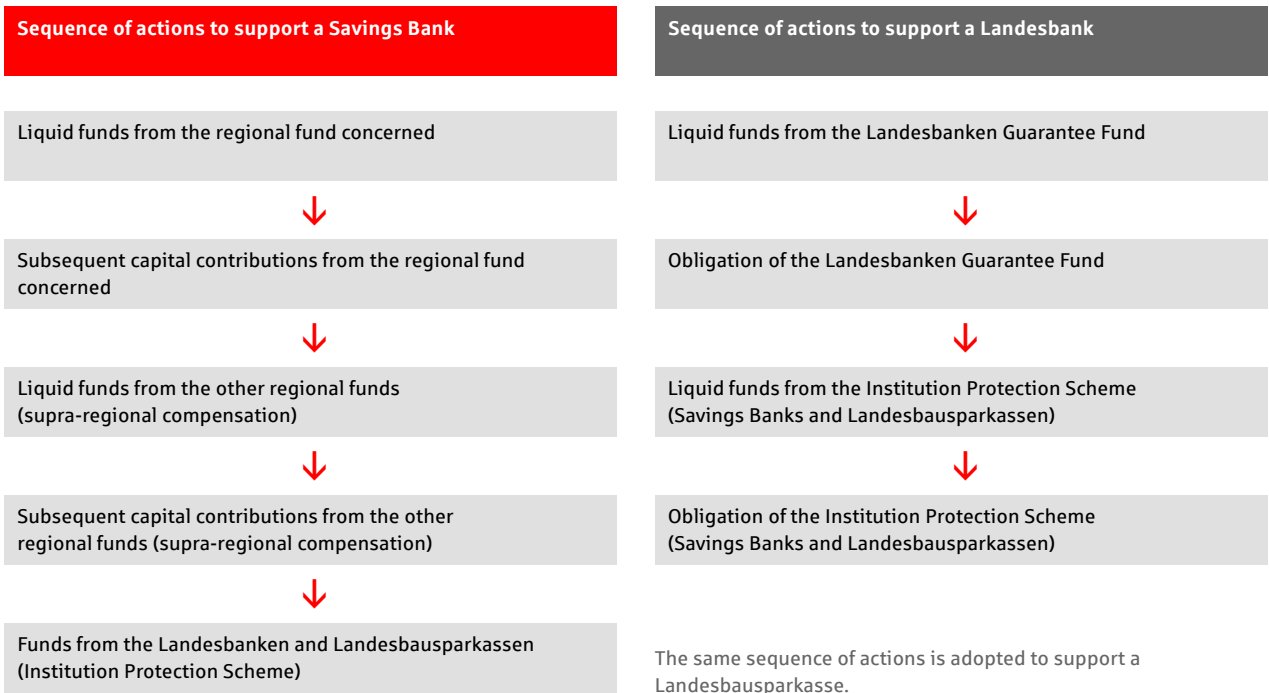 Sequence of actions to support a Savings Bank
Liquid funds from the regional fund concerned
Subsequent capital contributions from the regional fund
concerned
Liquid funds from the other regional funds
(supra-regional compensation)
Subsequent capital contributions from the other
regional funds (supra-regional compensation)
Funds from the Landesbanken and Landesbausparkassen
(Institution Protection Scheme)
Sequence of actions to support a Landesbank
Liquid funds from the Landesbanken Guarantee Fund
Obligation of the Landesbanken Guarantee Fund
Liquid funds from the Institution Protection Scheme
(Savings Banks and Landesbausparkassen)
Obligation of the Institution Protection Scheme
(Savings Banks and Landesbausparkassen)
The same sequence of actions is adopted to support a
Landesbausparkasse.